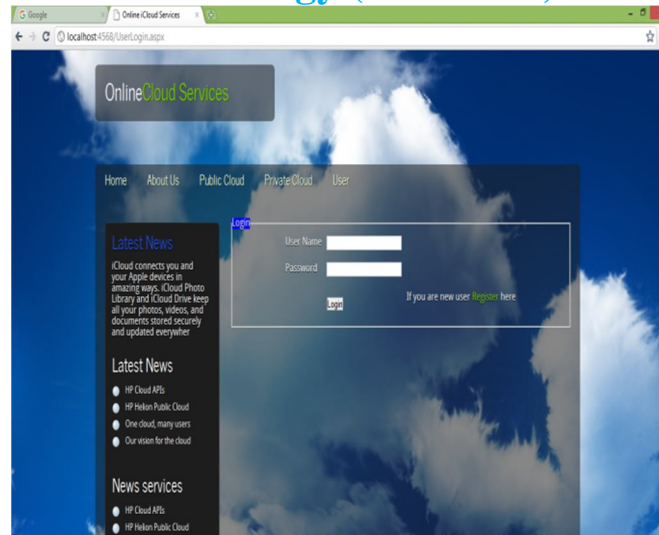 Google
Online iCloud Services
localhost:4568/UserLogin.aspx
OnlineCloud Services
Home About Us Public Cloud Private Cloud User
Login
User Name
Password
Login
If you are new user Register here
Latest News
iCloud connects you and
your Apple devices in
amazing ways. iCloud Photo
Library and iCloud Drive keep
all your photos, videos, and
documents stored securely
and updated everywher
Latest News
HP Cloud APIs
HP Helion Public Cloud
One cloud, many users
Our vision for the cloud
News services
HP Cloud APIs
HP Helion Public Cloud